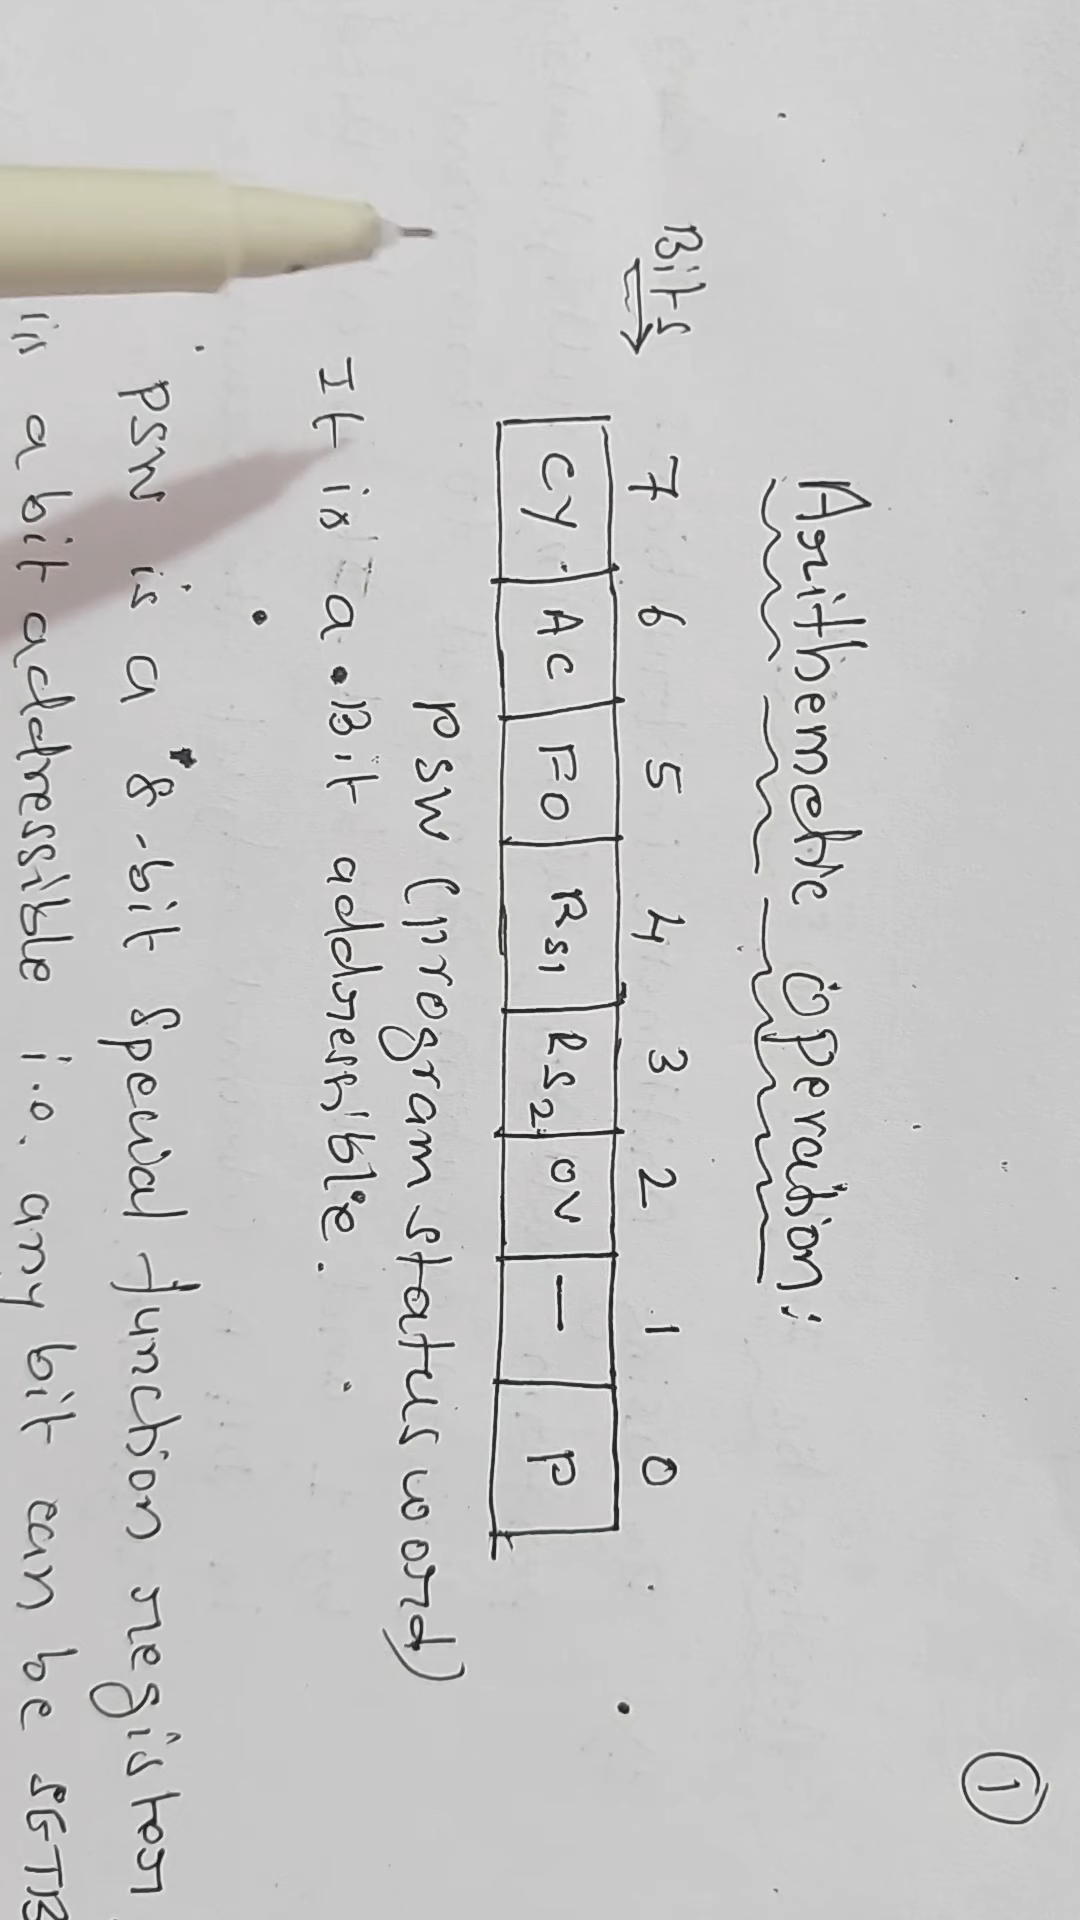 ①
Arithemetic Operation:
Bits ⇒ 7 6 5 4 3 2 1 0
CY AC F0 RS1 RS2 OV — P
PSW (program status word)
It is a Bit addressible.
PSW is a 8-bit Special function register
is a bit addressible i.e. any bit can be SETB